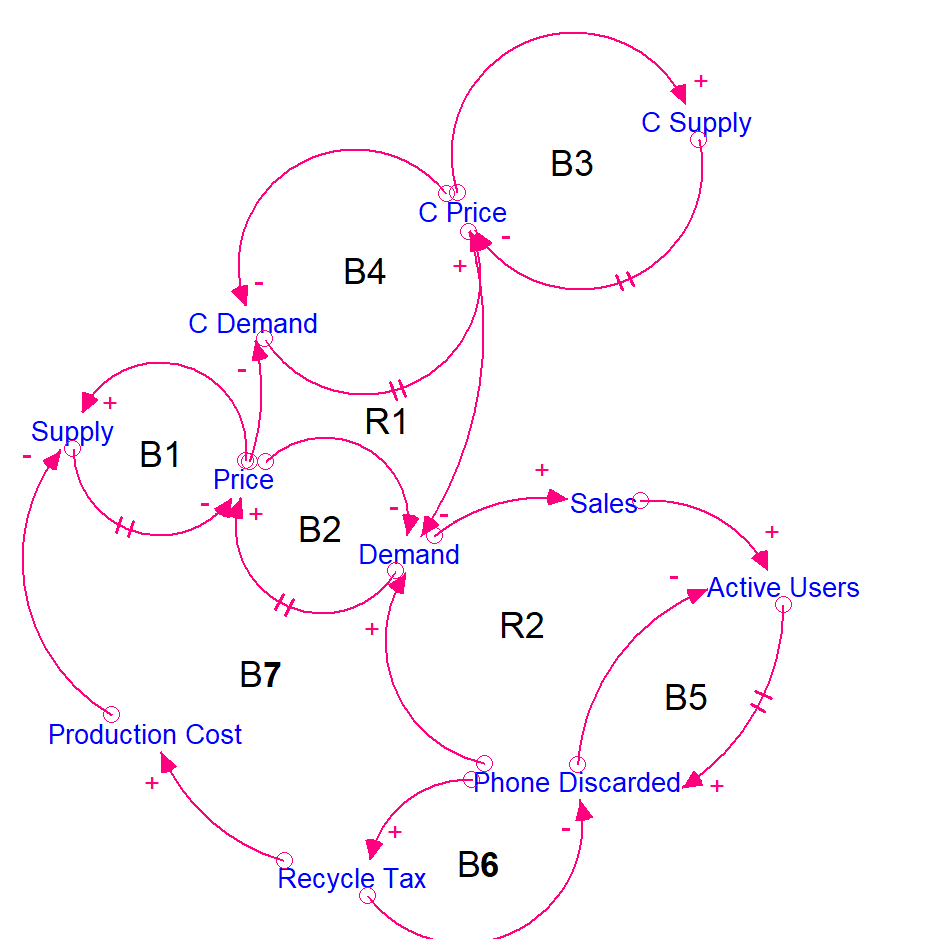 +
C Supply
B3
C Price
-
+
B4
-
C Demand
-
+
R1
Supply
B1
-
Price
+
Sales
-
+
-
-
B2
+
Demand
-
Active Users
R2
+
B7
B5
Production Cost
Phone Discarded
+
+
+
-
B6
Recycle Tax